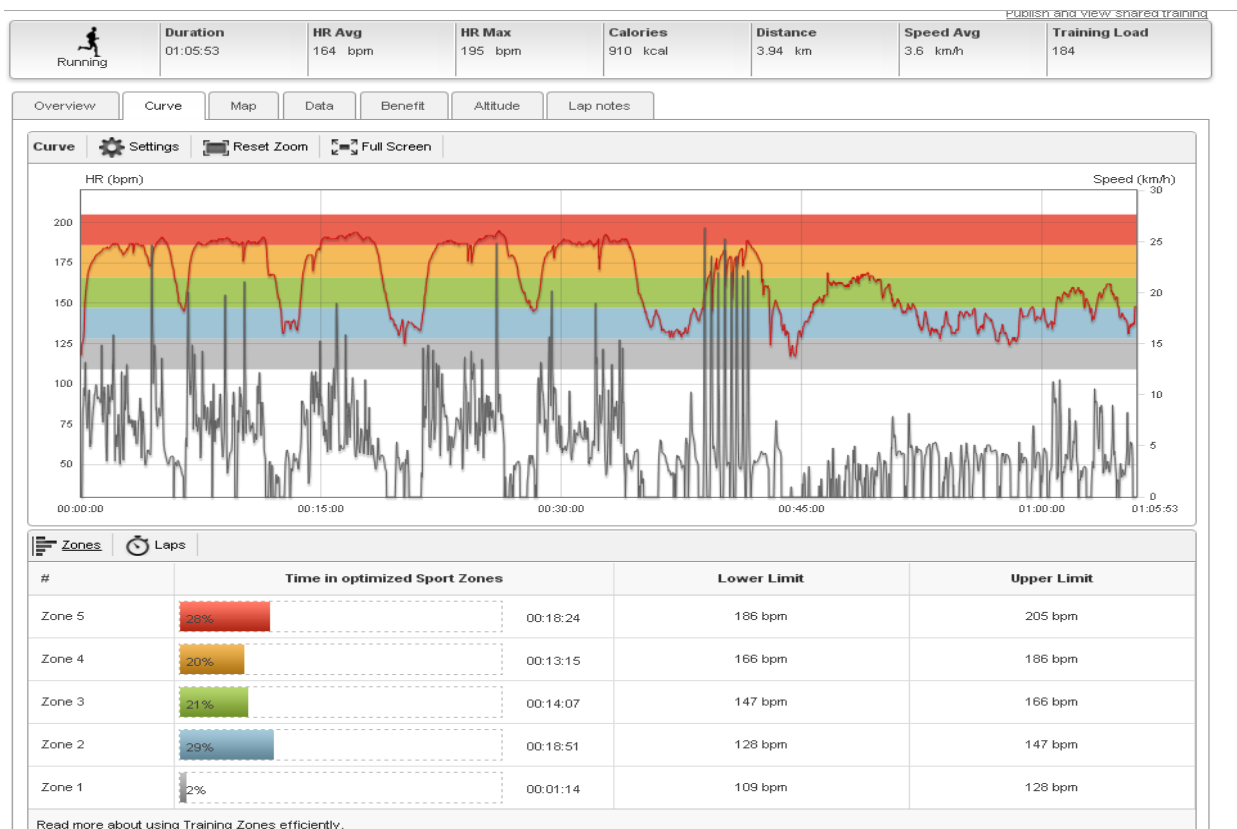 Publish and view shared training
Running
Duration
01:05:53
HR Avg
164 bpm
HR Max
195 bpm
Calories
910 kcal
Distance
3.94 km
Speed Avg
3.6 km/h
Training Load
184
Overview Curve Map Data Benefit Altitude Lap notes
Curve Settings Reset Zoom Full Screen
HR (bpm) Speed (km/h)
30
200
25
175
20
150
125 15
100
10
75
5
50
0
00:00:00 00:15:00 00:30:00 00:45:00 01:00:00 01:05:53
Zones Laps
# Time in optimized Sport Zones Lower Limit Upper Limit
Zone 5 28% 00:18:24 186 bpm 205 bpm
Zone 4 20% 00:13:15 166 bpm 186 bpm
Zone 3 21% 00:14:07 147 bpm 166 bpm
Zone 2 29% 00:18:51 128 bpm 147 bpm
Zone 1 2% 00:01:14 109 bpm 128 bpm
Read more about using Training Zones efficiently.